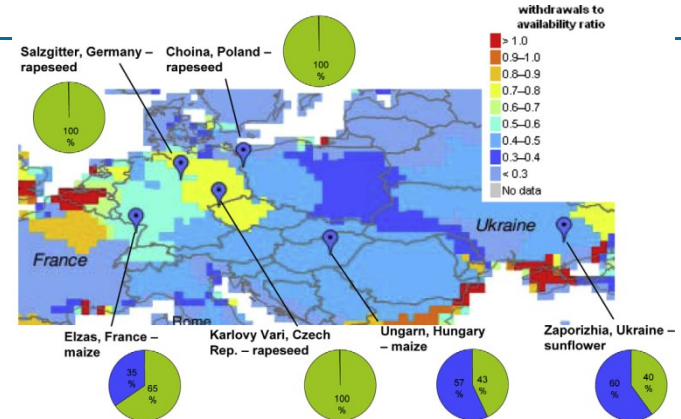 withdrawals to
availability ratio
> 1.0
0.9–1.0
0.8–0.9
0.7–0.8
0.6–0.7
0.5–0.6
0.4–0.5
0.3–0.4
< 0.3
No data
Salzgitter, Germany –
rapeseed
Choina, Poland –
rapeseed
100
%
100
%
France
Ukraine
Rome
Elzas, France –
maize
Karlovy Vari, Czech
Rep. – rapeseed
Ungarn, Hungary
– maize
Zaporizhia, Ukraine –
sunflower
35
%
65
%
100
%
57
%
43
%
60
%
40
%